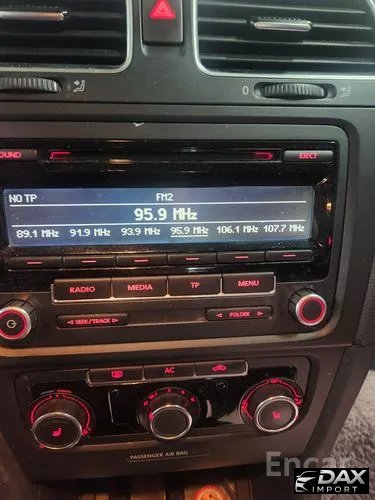 0
SOUND
EJECT
NO TP FM2
95.9 MHz
89.1 MHz 91.9 MHz 93.9 MHz 95.9 MHz 106.1 MHz 107.7 MHz
RADIO MEDIA TP MENU
SEEK/TRACK FOLDER
AC
PASSENGER AIR BAG
Encar
DAX
IMPORT